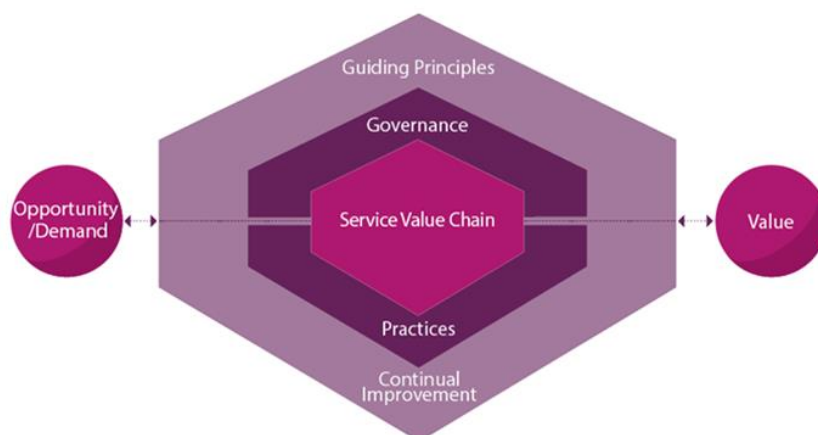 Guiding Principles
Governance
Opportunity
/Demand
Service Value Chain
Value
Practices
Continual
Improvement